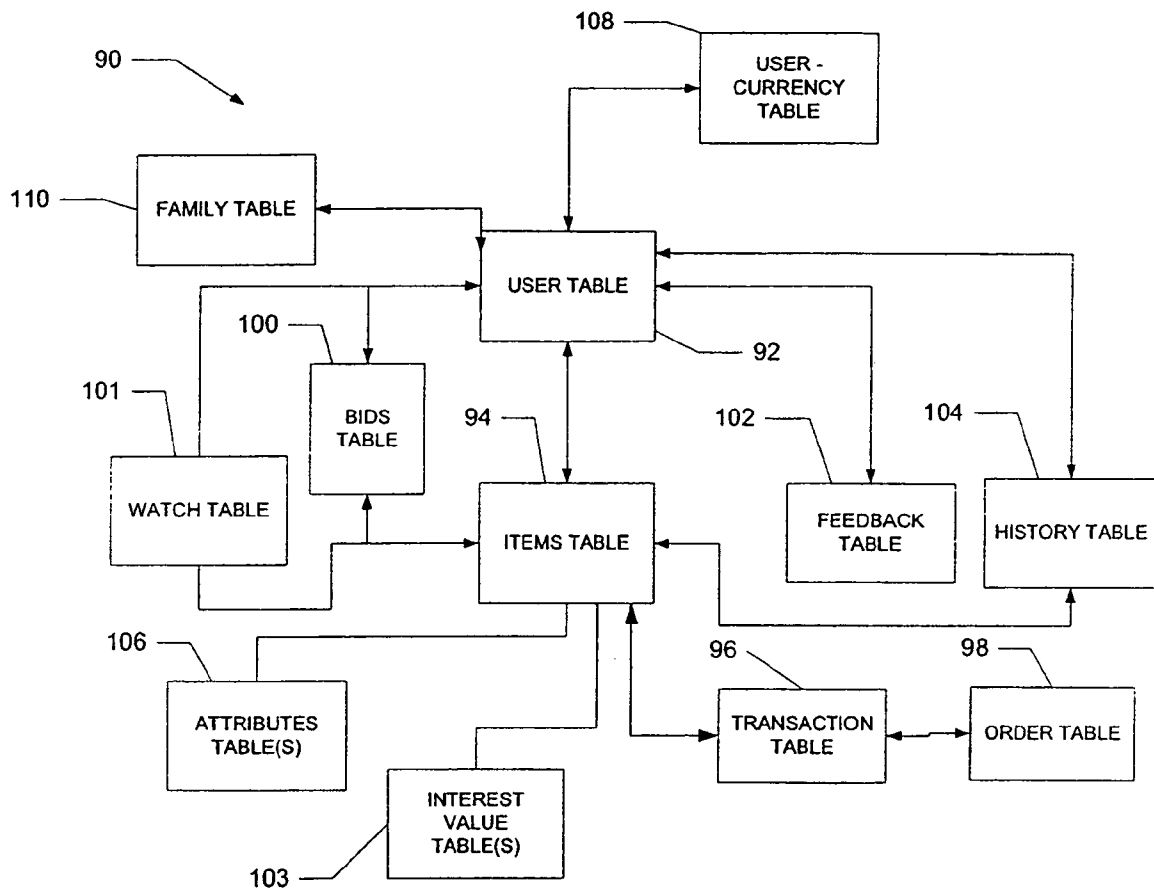 108
USER -
CURRENCY
TABLE
90
110
FAMILY TABLE
USER TABLE
92
100
BIDS
TABLE
101
WATCH TABLE
94
ITEMS TABLE
102
FEEDBACK
TABLE
104
HISTORY TABLE
106
ATTRIBUTES
TABLE(S)
INTEREST
VALUE
TABLE(S)
103
96
TRANSACTION
TABLE
98
ORDER TABLE